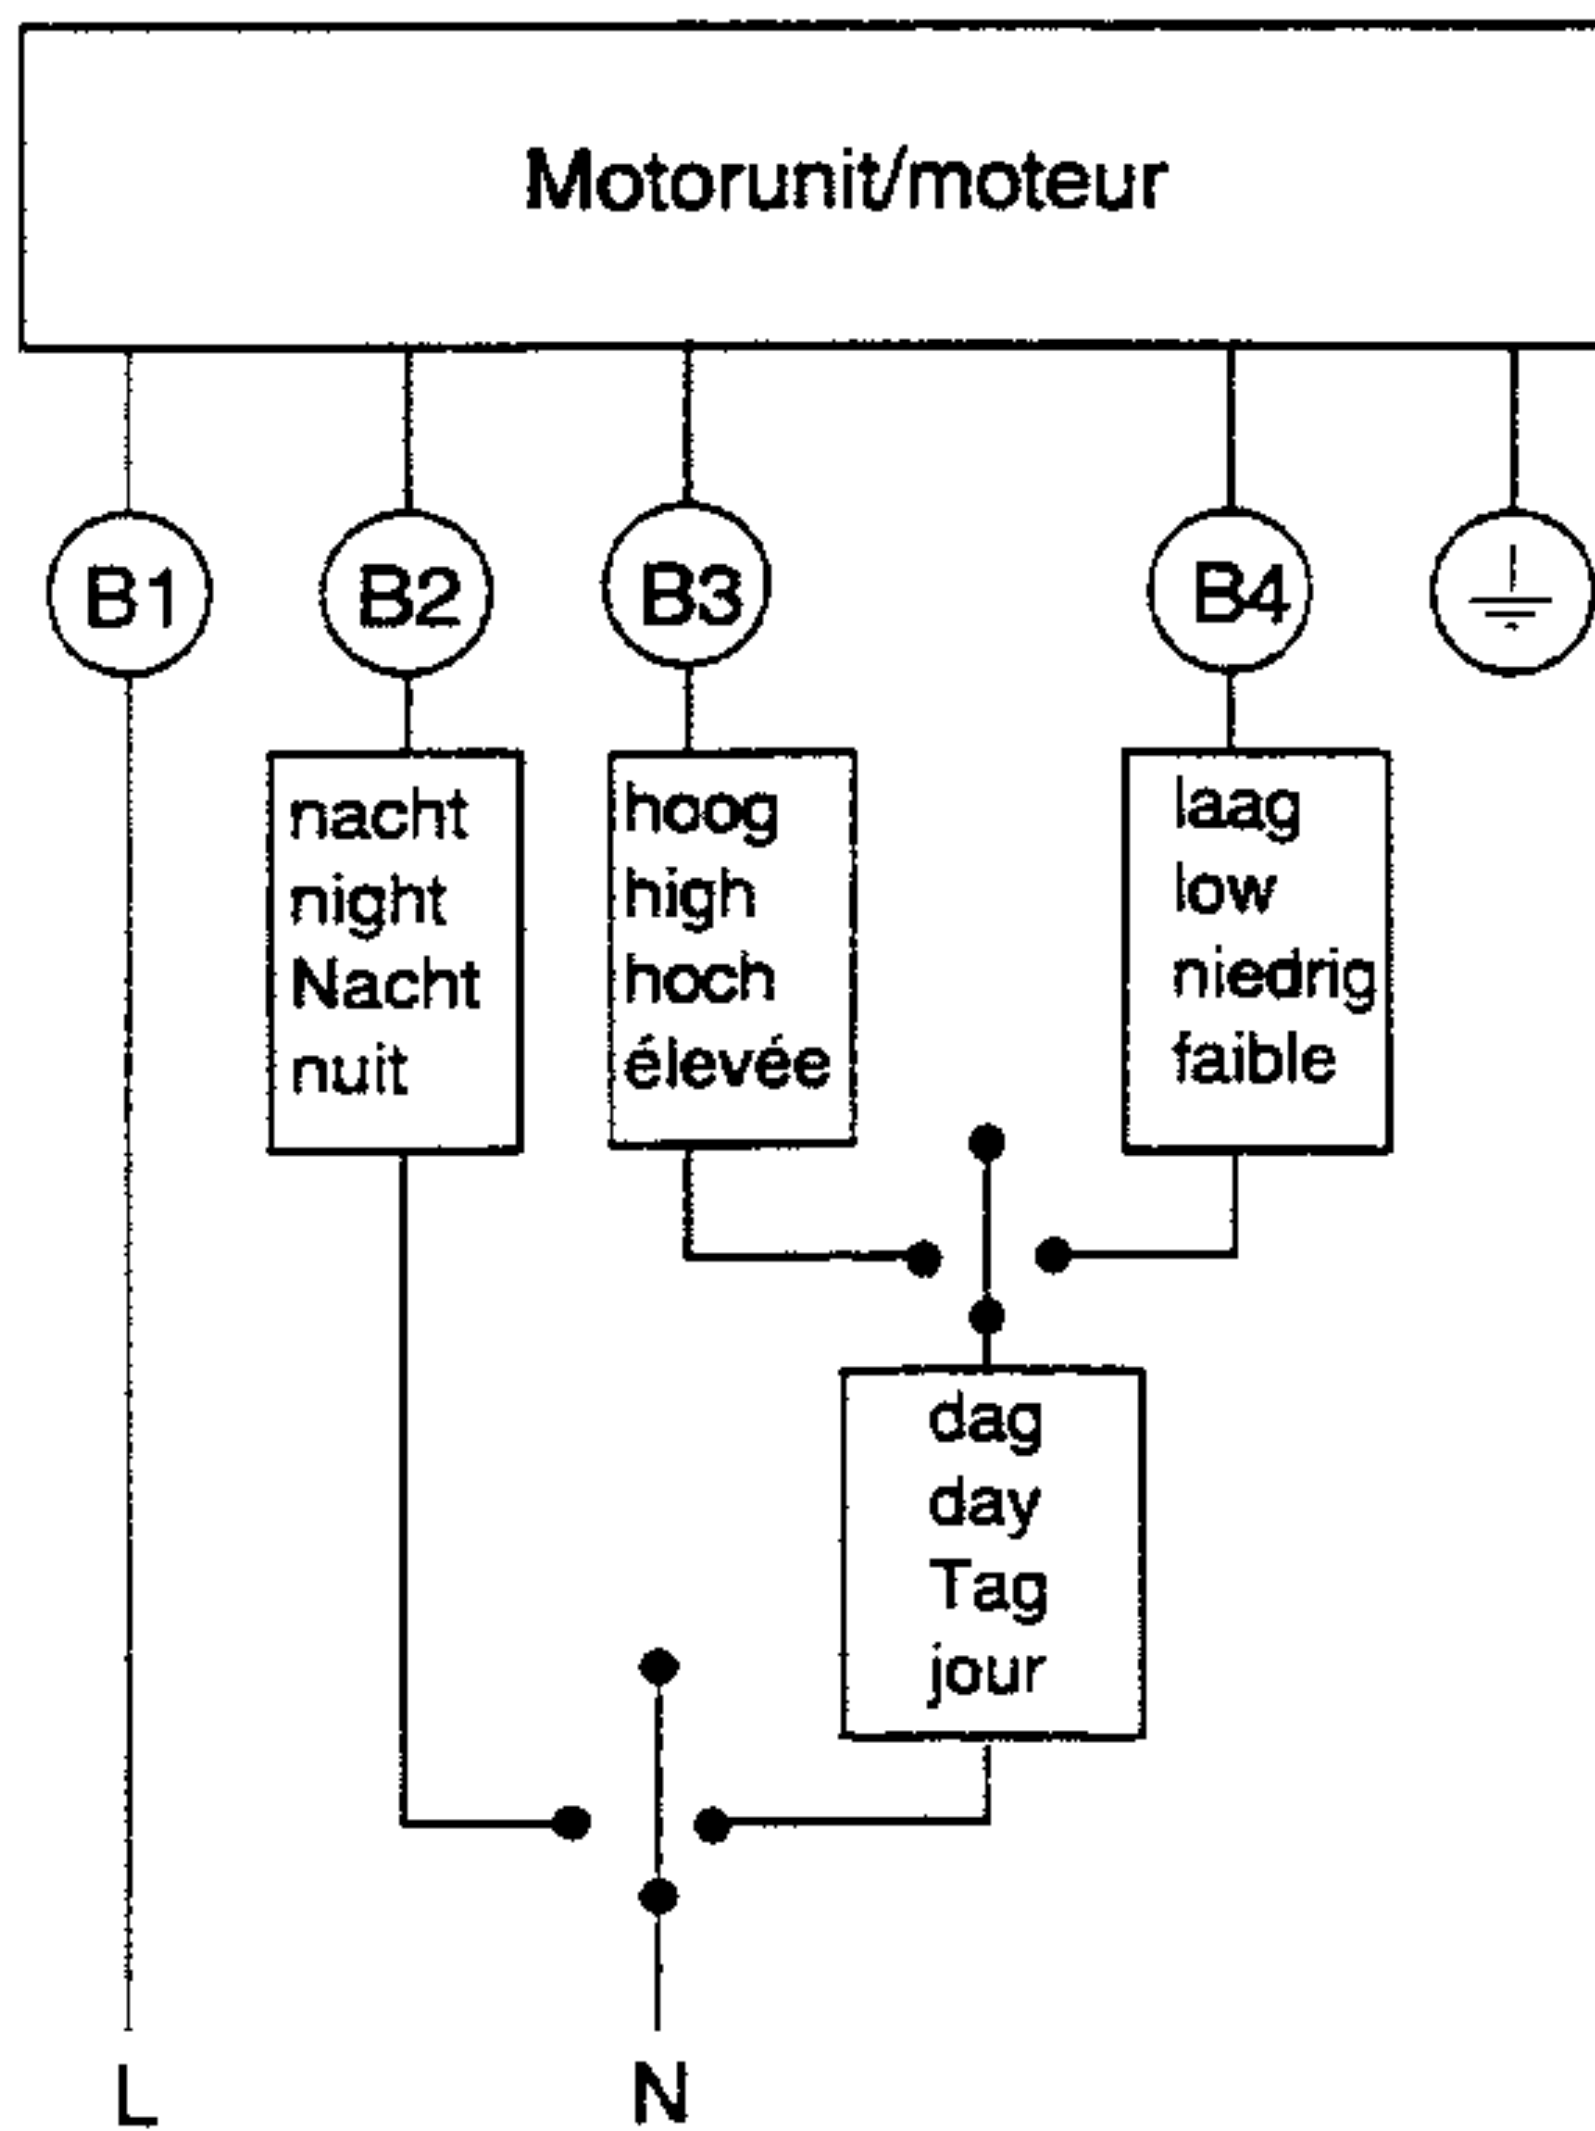 Motorunit/moteur
B1
B2
B3
B4
nacht
night
Nacht
nuit
hoog
high
hoch
élevée
laag
low
niedrig
faible
dag
day
Tag
jour
L
N